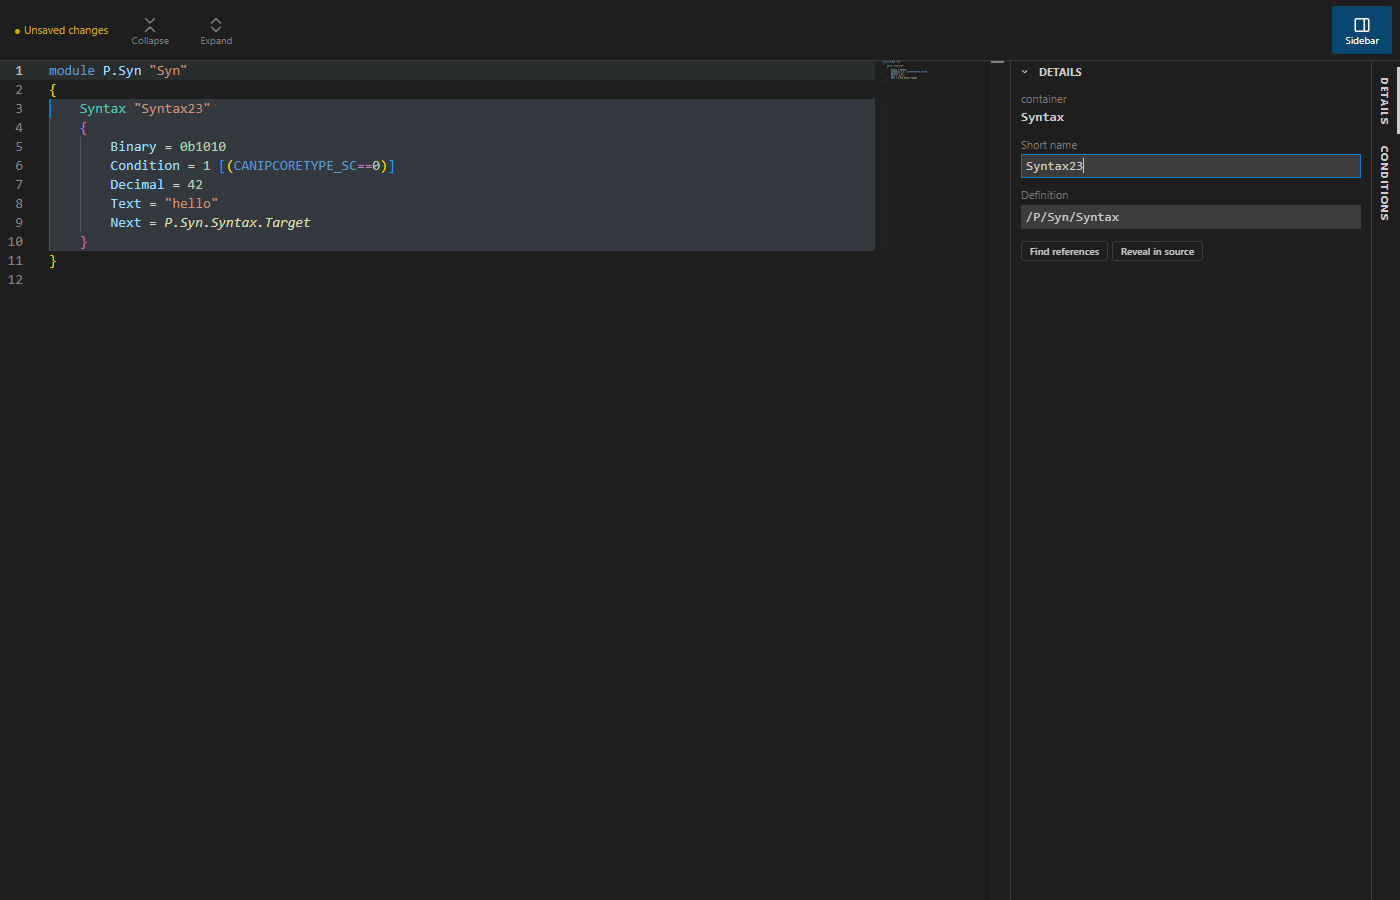 Unsaved changes
Collapse
Expand
Sidebar
1 module P.Syn "Syn"
2 {
3 Syntax "Syntax23"
4 {
5 Binary = 0b1010
6 Condition = 1 [(CANIPCORETYPE_SC==0)]
7 Decimal = 42
8 Text = "hello"
9 Next = P.Syn.Syntax.Target
10 }
11 }
12
DETAILS
container
Syntax
Short name
Syntax23
Definition
/P/Syn/Syntax
Find references
Reveal in source
DETAILS
CONDITIONS